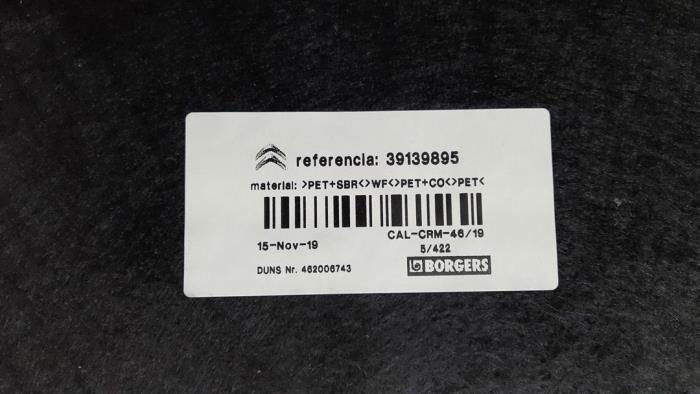 referencia: 39139895
material: >PET+SBR<>WF<>PET+CO<>PET<
15-Nov-19 CAL-CRM-46/19
5/422
DUNS Nr. 462006743 BORGERS